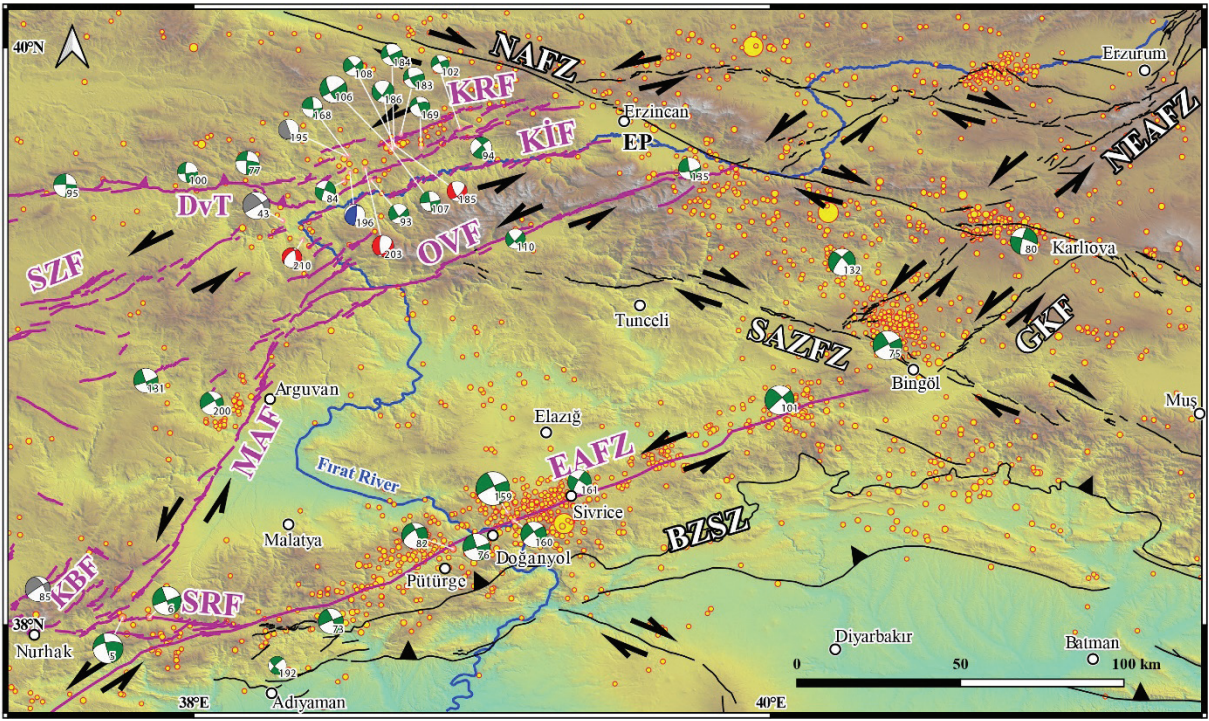 40°N
NAFZ
Erzurum
184
108
102
183
KRF
106
186
169
168
Erzincan
195
KİF
EP
NEAFZ
94
77
100
135
95
84
107
185
DvT
43
196
93
OVF
110
203
80
Karlıova
210
SZF
132
Tunceli
SAZFZ
GKF
75
Bingöl
131
Arguvan
200
101
Muş
MAF
Elazığ
EAFZ
Fırat River
159
161
Sivrice
BZSZ
Malatya
82
160
76
Doğanyol
Pütürge
KBF
85
6
SRF
38°N
73
Nurhak
5
Diyarbakır
Batman
192
0 50 100 km
38°E
Adıyaman
40°E